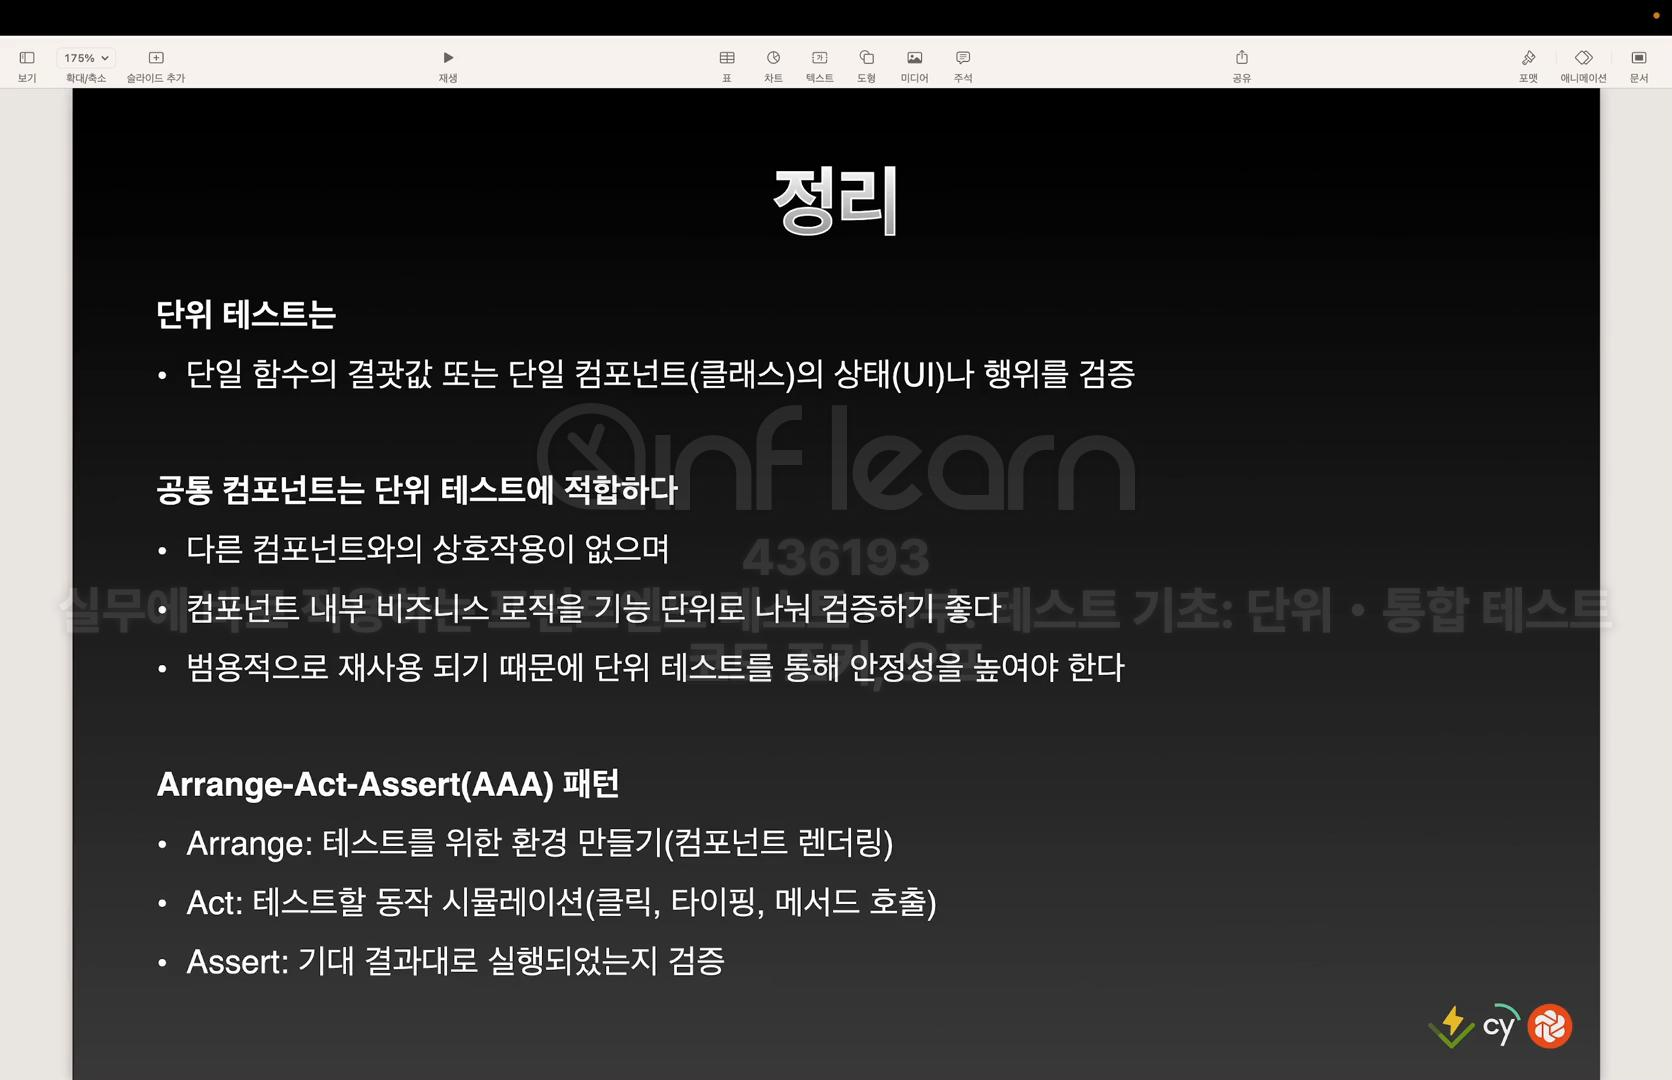 175%
보기
확대/축소
슬라이드 추가
재생
표
차트
텍스트
도형
미디어
주석
공유
포맷
애니메이션
문서
정리
단위 테스트는
• 단일 함수의 결괏값 또는 단일 컴포넌트(클래스)의 상태(UI)나 행위를 검증
inflearn
공통 컴포넌트는 단위 테스트에 적합하다
• 다른 컴포넌트와의 상호작용이 없으며
436193
• 컴포넌트 내부 비즈니스 로직을 기능 단위로 나눠 검증하기 좋다
실무에 테스트 기초: 단위 • 통합 테스트
• 범용적으로 재사용 되기 때문에 단위 테스트를 통해 안정성을 높여야 한다
Arrange-Act-Assert(AAA) 패턴
• Arrange: 테스트를 위한 환경 만들기(컴포넌트 렌더링)
• Act: 테스트할 동작 시뮬레이션(클릭, 타이핑, 메서드 호출)
• Assert: 기대 결과대로 실행되었는지 검증
cy